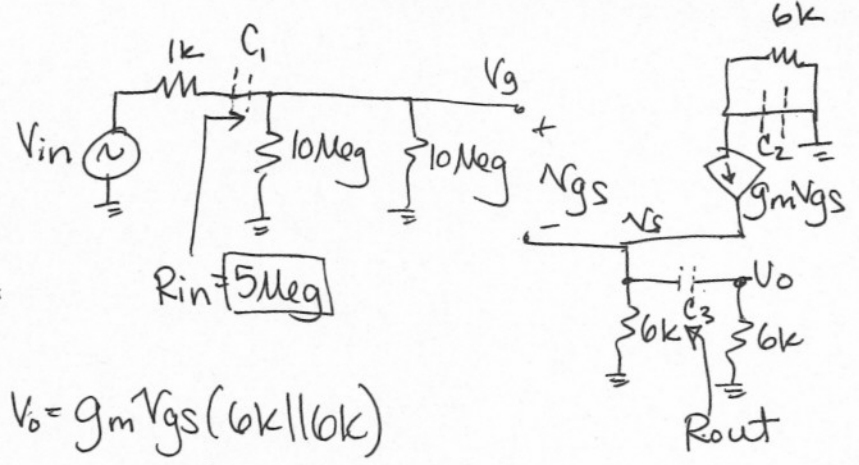 6k
1k C1
Vg
+
Vin
10Meg
10Meg
C2
Vgs
gmVgs
-
Vs
Rin=5Meg
Vo
C3
6k
6k
Vo=gmVgs(6k||6k)
Rout